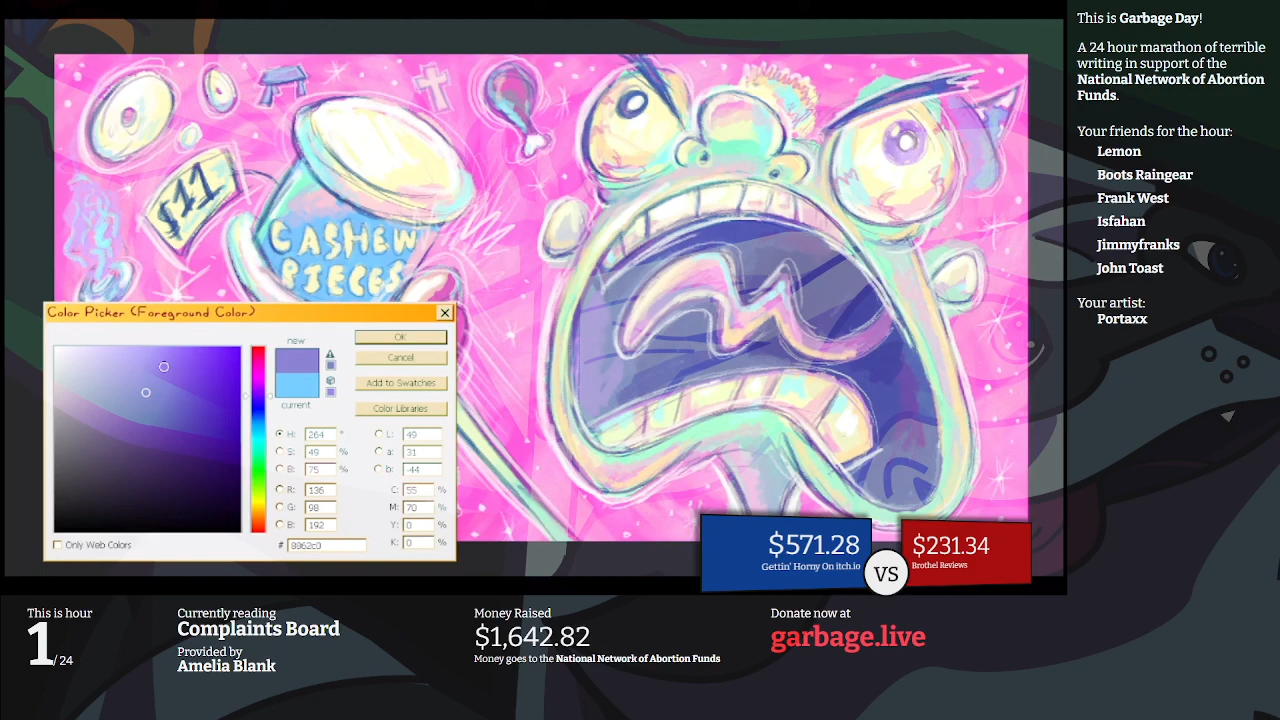 This is Garbage Day!
A 24 hour marathon of terrible
writing in support of the
National Network of Abortion
Funds.
Your friends for the hour:
Lemon
Boots Raingear
Frank West
Isfahan
Jimmyfranks
John Toast
Your artist:
Portaxx
$11
CASHEW
PIECES
Color Picker (Foreground Color)
new
current
OK
Cancel
Add to Swatches
Color Libraries
H: 264 ° L: 49
S: 49 % a: 31
B: 75 % b: -44
R: 136 C: 55 %
G: 98 M: 70 %
B: 192 Y: 0 %
# 8862c0 K: 0 %
Only Web Colors
$571.28
Gettin' Horny On itch.io
VS
$231.34
Brothel Reviews
This is hour
1/24
Currently reading
Complaints Board
Provided by
Amelia Blank
Money Raised
$1,642.82
Money goes to the National Network of Abortion Funds
Donate now at
garbage.live